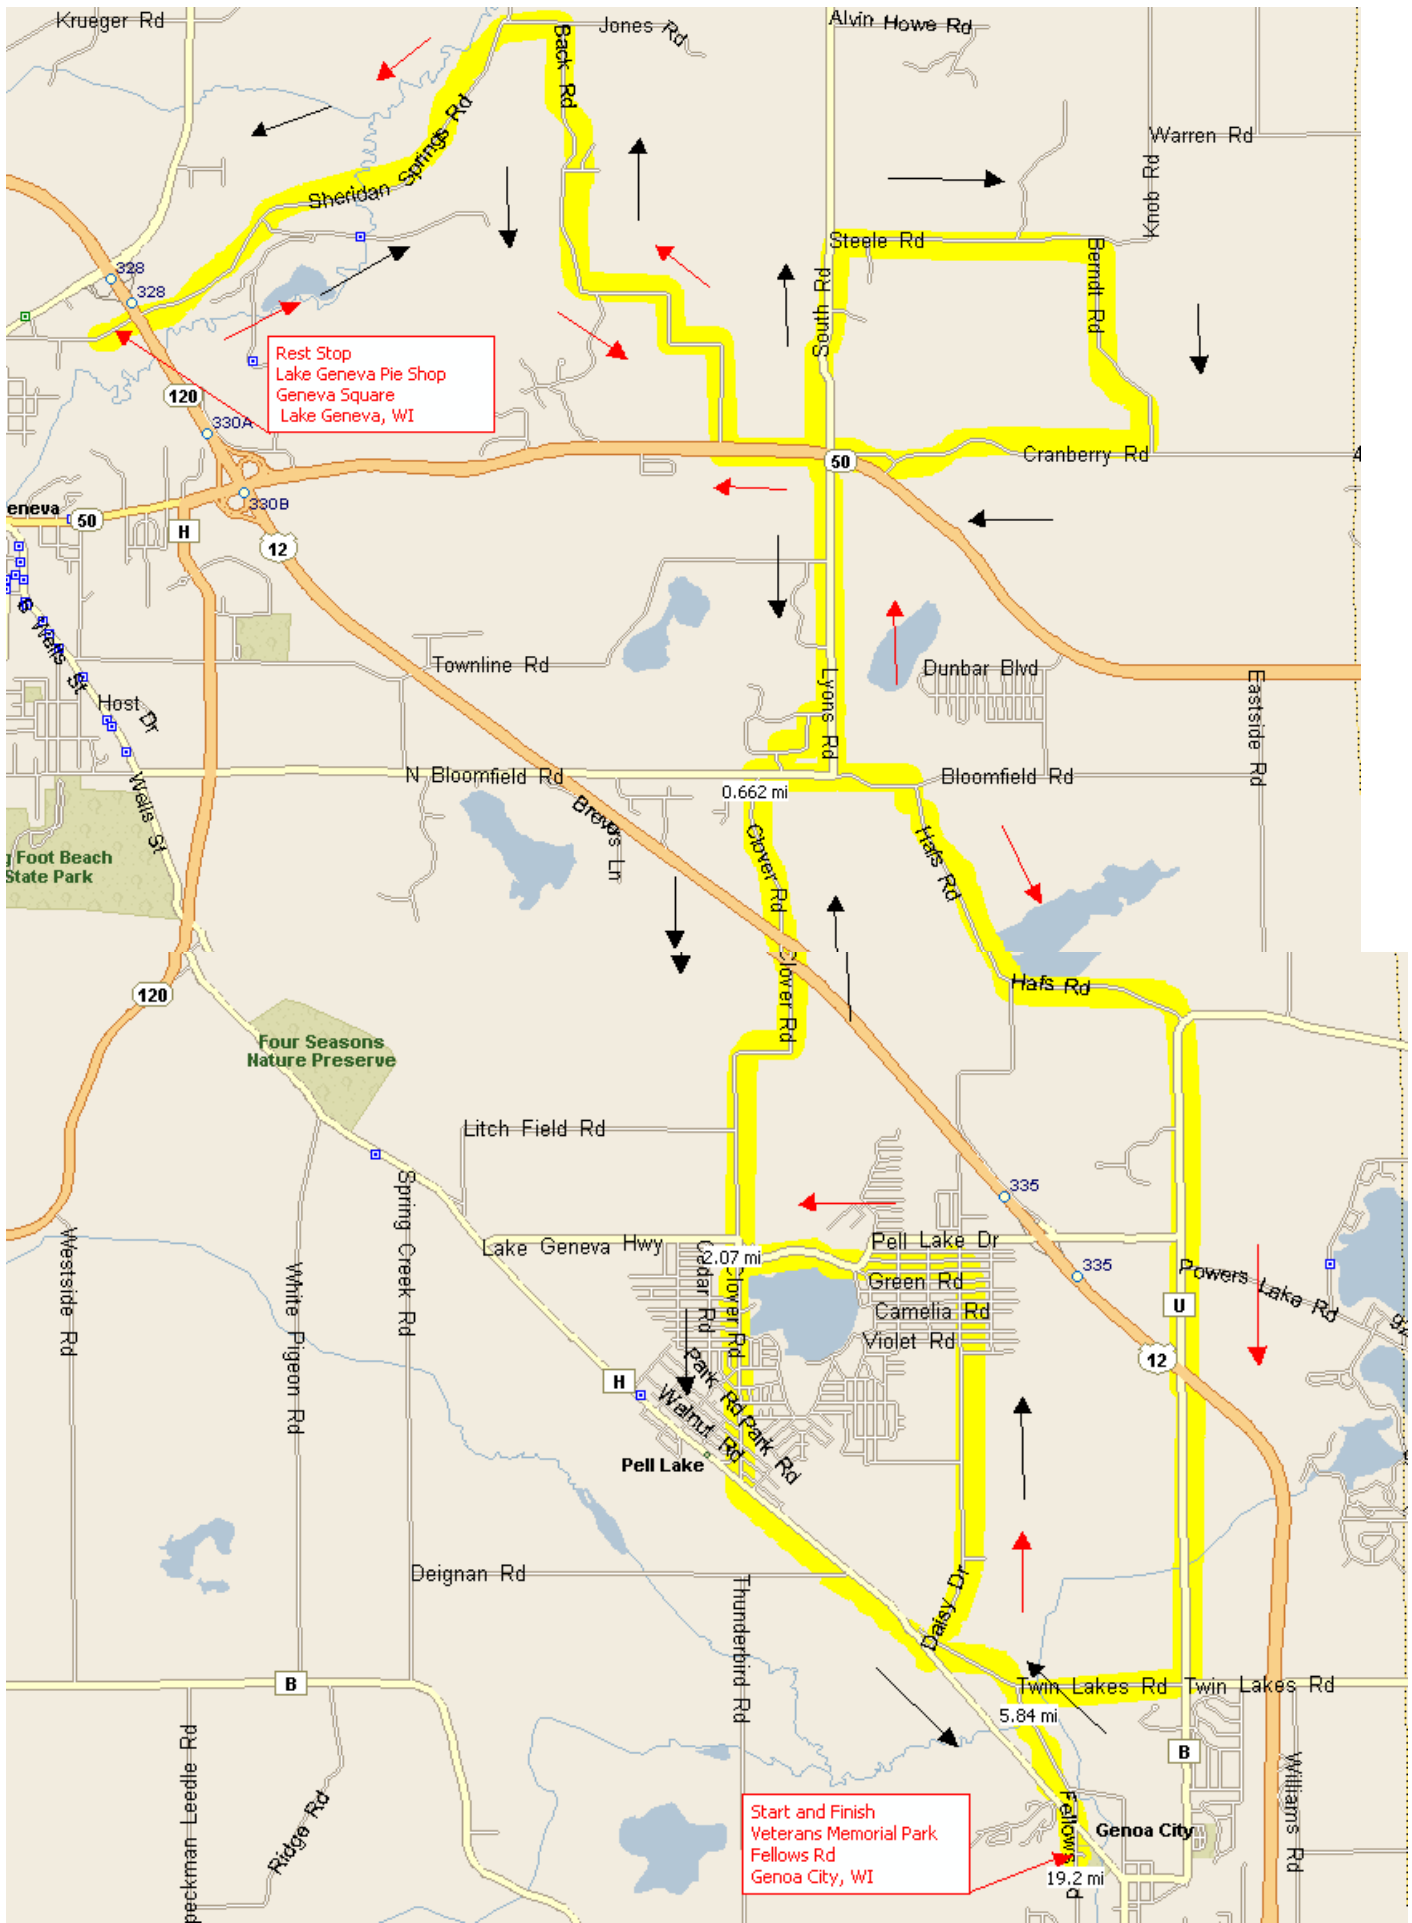 Krueger Rd
Jones Rd
Alvin Howe Rd
Back Rd
Warren Rd
Knob Rd
Sheridan Springs Rd
Steele Rd
Berndt Rd
South Rd
328
328
Rest Stop
Lake Geneva Pie Shop
Geneva Square
Lake Geneva, WI
120
330A
Cranberry Rd
4
50
330B
eneva
50
H
12
S Wells St
Townline Rd
Dunbar Blvd
Lyons Rd
Eastside Rd
Host Dr
Wells St
N Bloomfield Rd
Bloomfield Rd
0.662 mi
Clover Rd
Hafs Rd
g Foot Beach
State Park
Clover Rd
Hafs Rd
120
Four Seasons
Nature Preserve
Litch Field Rd
Spring Creek Rd
335
Westside Rd
White Pigeon Rd
Lake Geneva Hwy
Cedar Rd
2.07 mi
Clover Rd
Pell Lake Dr
Green Rd
Camelia Rd
Violet Rd
335
Powers Lake Rd
U
12
H
Park Rd
Park Rd
Walnut Rd
Pell Lake
Deignan Rd
Thunderbird Rd
Daisy Dr
B
Twin Lakes Rd
Twin Lakes Rd
5.84 mi
B
peckman Leedle Rd
Ridge Rd
Williams Rd
Start and Finish
Veterans Memorial Park
Fellows Rd
Genoa City, WI
Fellows Rd
Genoa City
19.2 mi